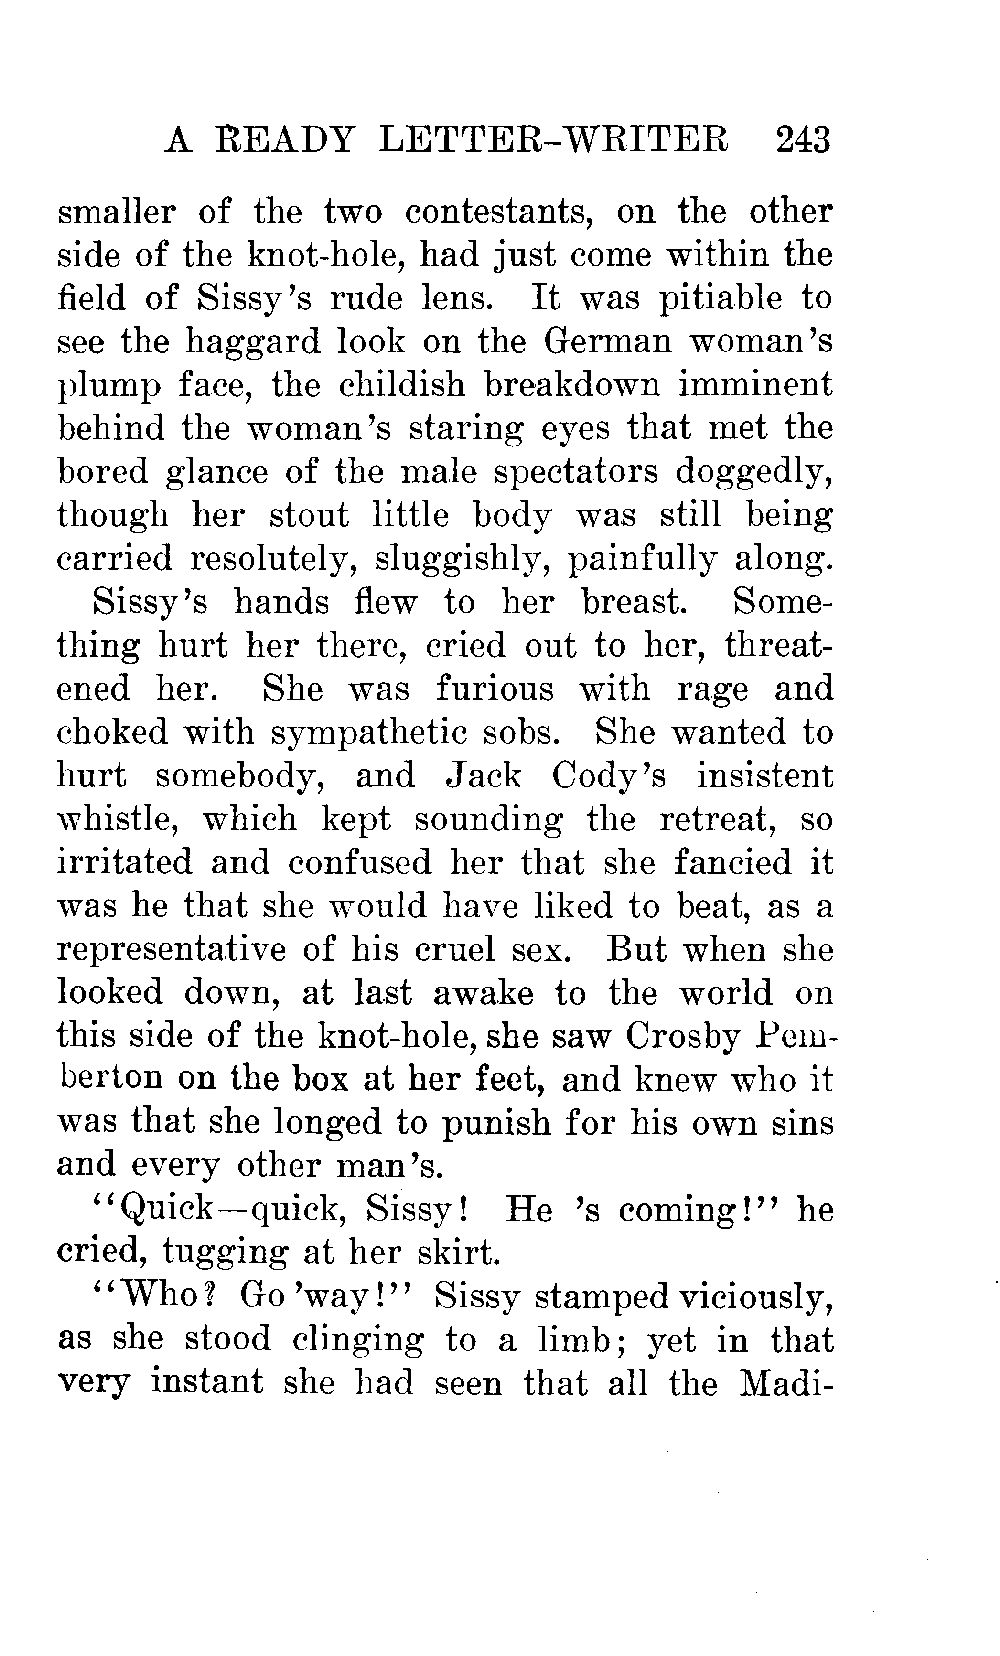 A READY LETTER-WRITER 243
smaller of the two contestants, on the other
side of the knot-hole, had just come within the
field of Sissy's rude lens. It was pitiable to
see the haggard look on the German woman's
plump face, the childish breakdown imminent
behind the woman's staring eyes that met the
bored glance of the male spectators doggedly,
though her stout little body was still being
carried resolutely, sluggishly, painfully along.
Sissy's hands flew to her breast. Some-
thing hurt her there, cried out to her, threat-
ened her. She was furious with rage and
choked with sympathetic sobs. She wanted to
hurt somebody, and Jack Cody's insistent
whistle, which kept sounding the retreat, so
irritated and confused her that she fancied it
was he that she would have liked to beat, as a
representative of his cruel sex. But when she
looked down, at last awake to the world on
this side of the knot-hole, she saw Crosby Pem-
berton on the box at her feet, and knew who it
was that she longed to punish for his own sins
and every other man's.
"Quick—quick, Sissy! He 's coming!" he
cried, tugging at her skirt.
"Who? Go 'way!" Sissy stamped viciously,
as she stood clinging to a limb; yet in that
very instant she had seen that all the Madi-